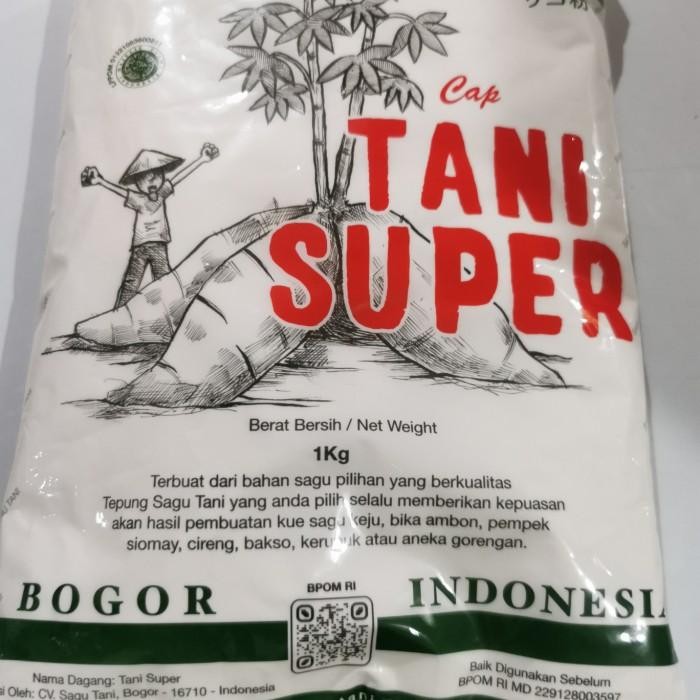 粉
Cap
TANI
SUPER
Berat Bersih / Net Weight
1Kg
Terbuat dari bahan sagu pilihan yang berkualitas
Tepung Sagu Tani yang anda pilih selalu memberikan kepuasan
akan hasil pembuatan kue sagu keju, bika ambon, pempek
siomay, cireng, bakso, kerupuk atau aneka gorengan.
BOGOR
BPOM RI
INDONESIA
Nama Dagang: Tani Super
si Oleh: CV. Sagu Tani, Bogor - 16710 - Indonesia
Baik Digunakan Sebelum
BPOM RI MD 229128003597